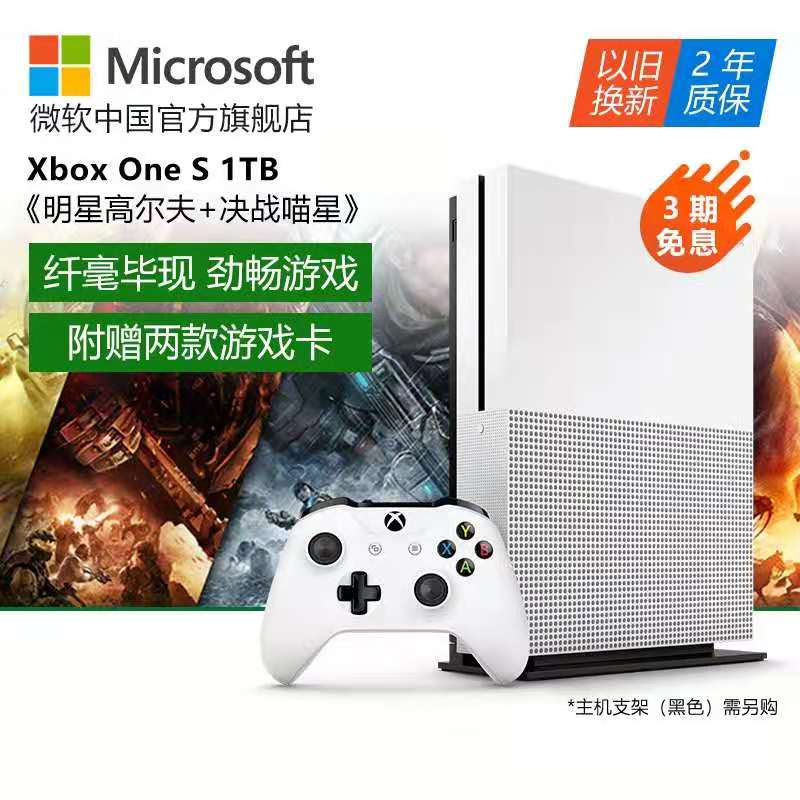 Microsoft
微软中国官方旗舰店
以旧换新
2年质保
Xbox One S 1TB
《明星高尔夫+决战喵星》
3期
免息
纤毫毕现 劲畅游戏
附赠两款游戏卡
Y
X
B
A
*主机支架（黑色）需另购